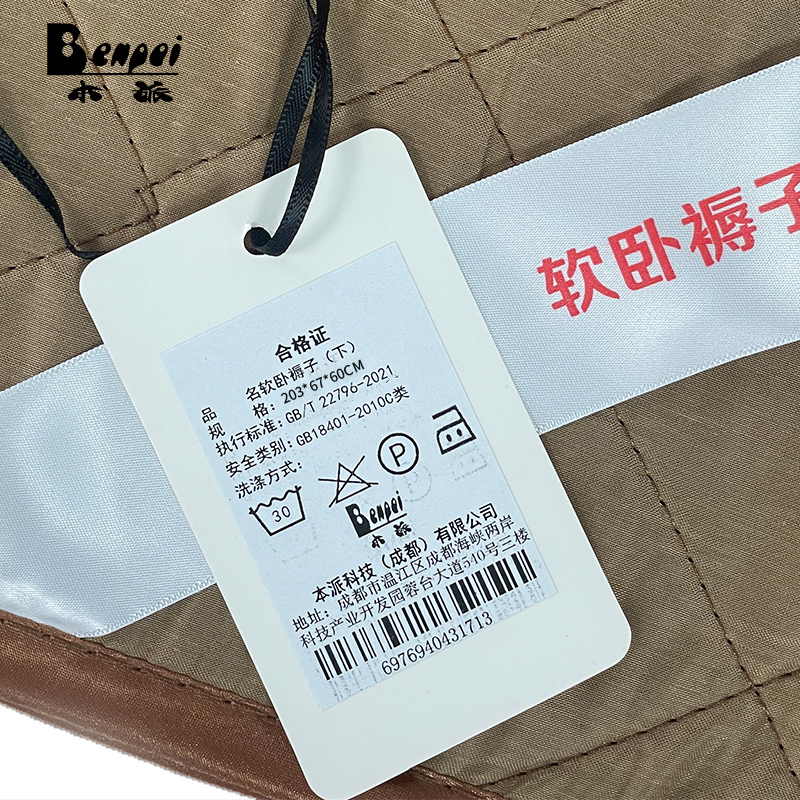 Benpei
本派
软卧褥子
合格证
品 名软卧褥子（下）
规 格：203*67*60CM
执行标准：GB/T 22796-2021
安全类别：GB18401-2010C类
洗涤方式：
30
P
Benpei
本派
本派科技（成都）有限公司
地址：成都市温江区成都海峡两岸
科技产业开发园蓉台大道540号三楼
6976940431713